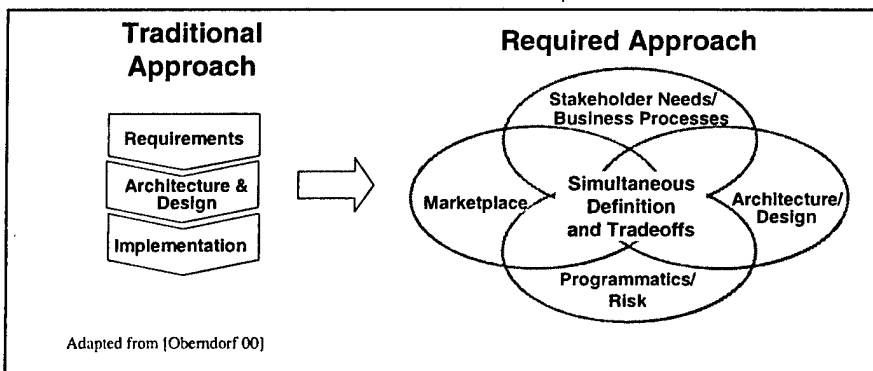 Traditional
Approach
Requirements
Architecture &
Design
Implementation
Adapted from [Oberndorf 00]
Required Approach
Stakeholder Needs/
Business Processes
Marketplace
Simultaneous
Definition
and Tradeoffs
Architecture/
Design
Programmatics/
Risk